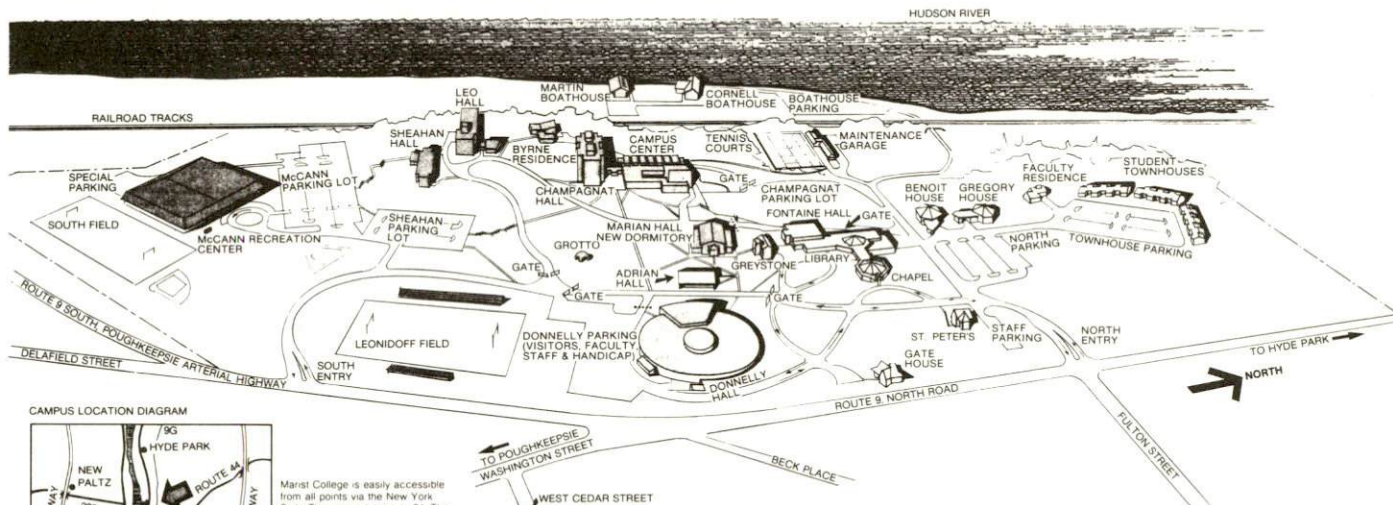 HUDSON RIVER
MARTIN
BOATHOUSE
CORNELL
BOATHOUSE
BOATHOUSE
PARKING
LEO
HALL
RAILROAD TRACKS
SHEAHAN
HALL
BYRNE
RESIDENCE
CAMPUS
CENTER
TENNIS
COURTS
MAINTENANCE
GARAGE
STUDENT
TOWNHOUSES
FACULTY
RESIDENCE
SPECIAL
PARKING
McCANN
PARKING LOT
CHAMPAGNAT
HALL
GATE
CHAMPAGNAT
PARKING LOT
BENOIT
HOUSE
GREGORY
HOUSE
SOUTH FIELD
McCANN RECREATION
CENTER
SHEAHAN
PARKING
LOT
MARIAN HALL
NEW DORMITORY
FONTAINE HALL
GATE
NORTH
PARKING
TOWNHOUSE PARKING
GROTTO
GREYSTONE
LIBRARY
CHAPEL
GATE
ADRIAN
HALL
GATE
GATE
LEONIDOFF FIELD
DONNELLY PARKING
(VISITORS, FACULTY,
STAFF & HANDICAP)
ST. PETER'S
STAFF
PARKING
NORTH
ENTRY
TO HYDE PARK
ROUTE 9 SOUTH, POUGHKEEPSIE ARTERIAL HIGHWAY
DELAFIELD STREET
SOUTH
ENTRY
DONNELLY
HALL
GATE
HOUSE
NORTH
ROUTE 9, NORTH ROAD
FULTON STREET
TO POUGHKEEPSIE
WASHINGTON STREET
BECK PLACE
WEST CEDAR STREET
CAMPUS LOCATION DIAGRAM
9G
HYDE PARK
NEW
PALTZ
ROUTE 44
WAY
WAY
Marist College is easily accessible
from all points via the New York